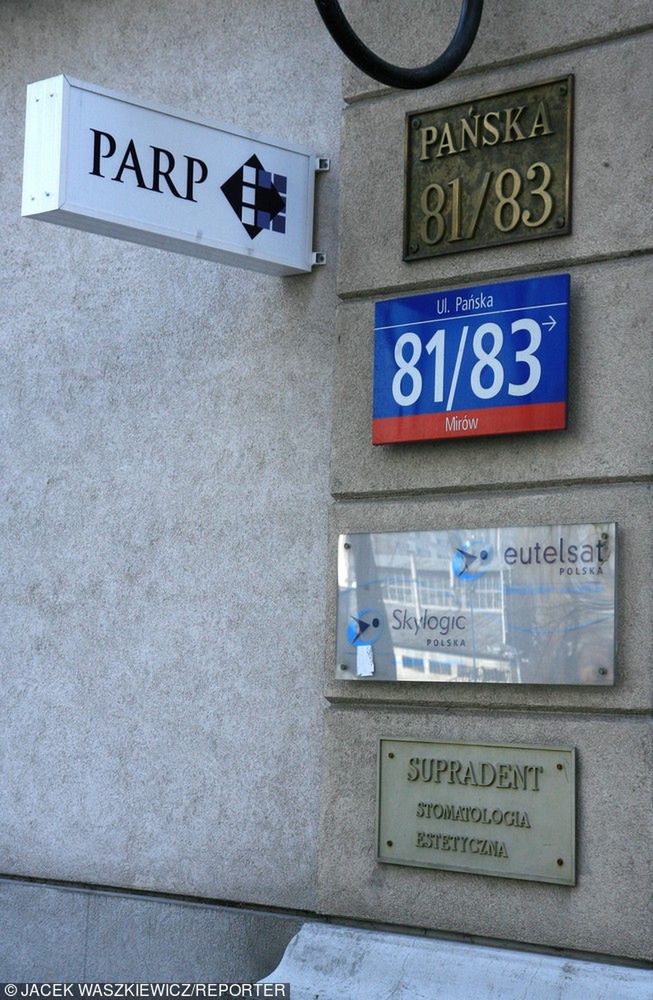 PARP
PAŃSKA
81/83
Ul. Pańska
81/83
Mirów
eutelsat
POLSKA
Skylogic
POLSKA
SUPRADENT
STOMATOLOGIA
ESTETYCZNA
© JACEK WASZKIEWICZ/REPORTER